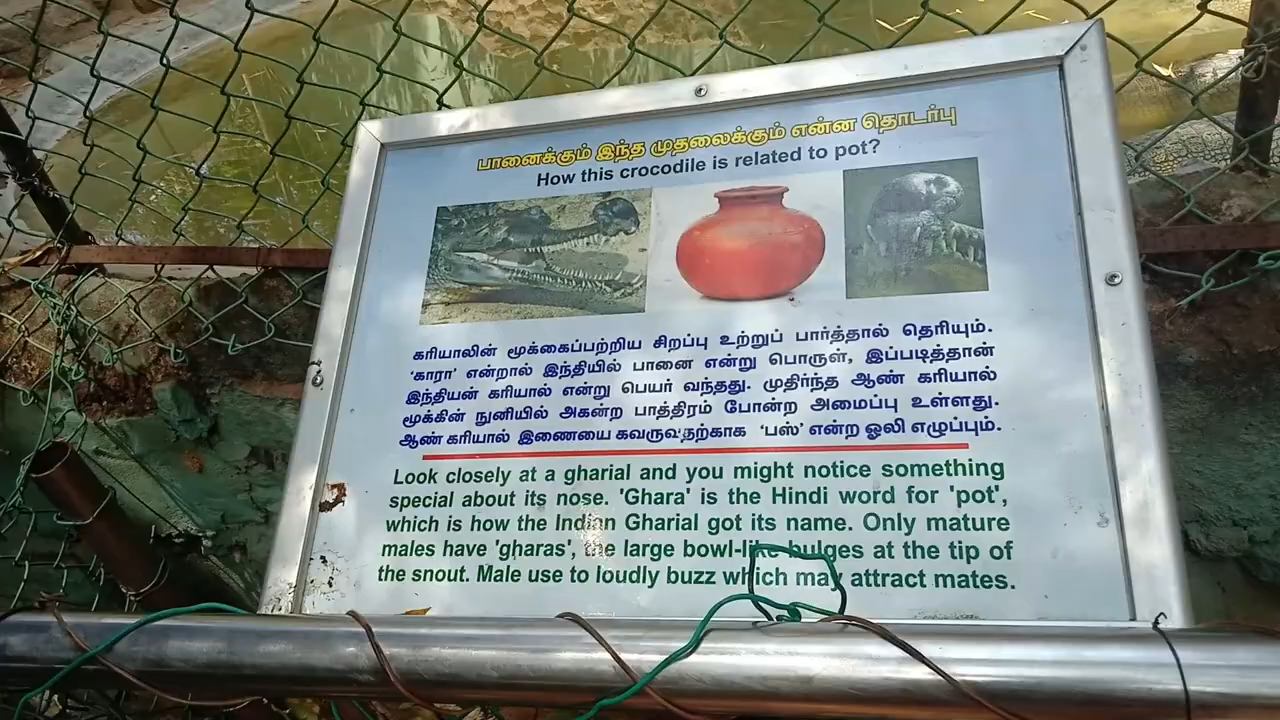 பானைக்கும் இந்த முதலைக்கும் என்ன தொடர்பு
How this crocodile is related to pot?
கரியாலின் மூக்கைப்பற்றிய சிறப்பு உற்றுப் பார்த்தால் தெரியும்.
‘காரா’ என்றால் இந்தியில் பானை என்று பொருள், இப்படித்தான்
இந்தியன் கரியால் என்று பெயர் வந்தது. முதிர்ந்த ஆண் கரியால்
மூக்கின் நுனியில் அகன்ற பாத்திரம் போன்ற அமைப்பு உள்ளது.
ஆண் கரியால் இணையை கவருவதற்காக ‘பஸ்’ என்ற ஓலி எழுப்பும்.
Look closely at a gharial and you might notice something
special about its nose. 'Ghara' is the Hindi word for 'pot',
which is how the Indian Gharial got its name. Only mature
males have 'gharas', the large bowl-like bulges at the tip of
the snout. Male use to loudly buzz which may attract mates.